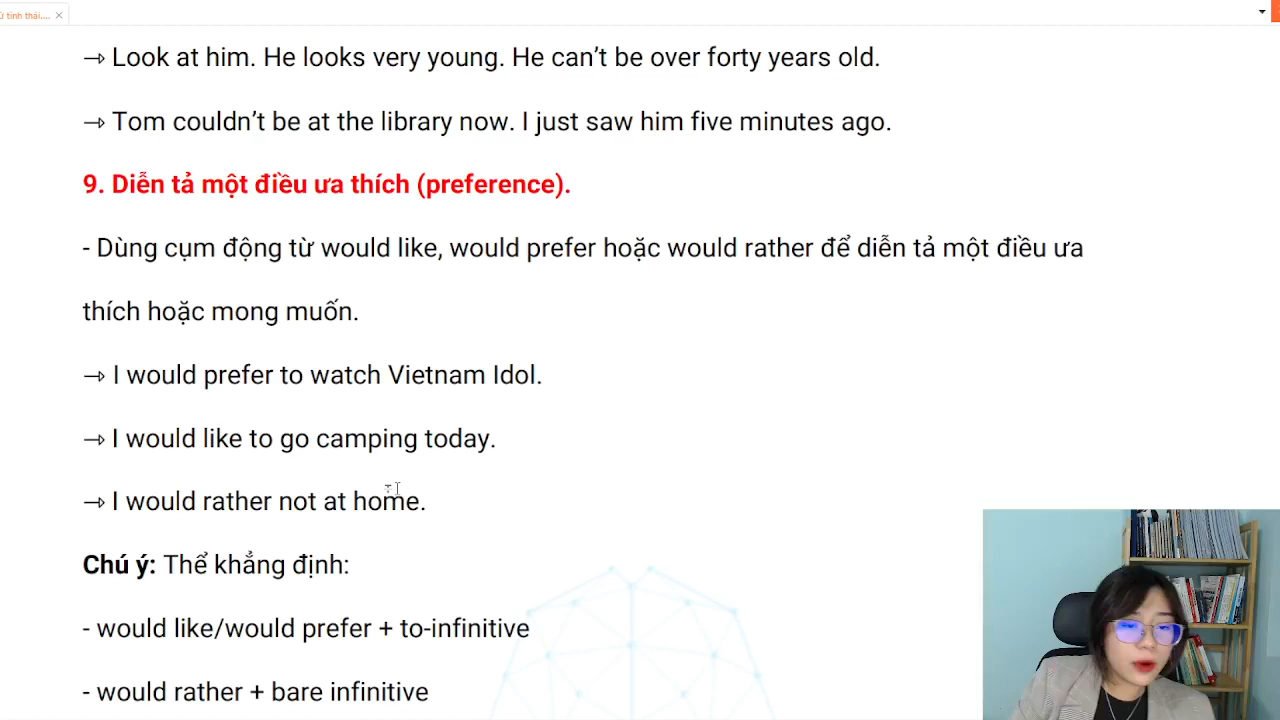 ừ tình thái....
→ Look at him. He looks very young. He can’t be over forty years old.
→ Tom couldn’t be at the library now. I just saw him five minutes ago.
9. Diễn tả một điều ưa thích (preference).
- Dùng cụm động từ would like, would prefer hoặc would rather để diễn tả một điều ưa
thích hoặc mong muốn.
→ I would prefer to watch Vietnam Idol.
→ I would like to go camping today.
→ I would rather not at home.
Chú ý: Thể khẳng định:
- would like/would prefer + to-infinitive
- would rather + bare infinitive